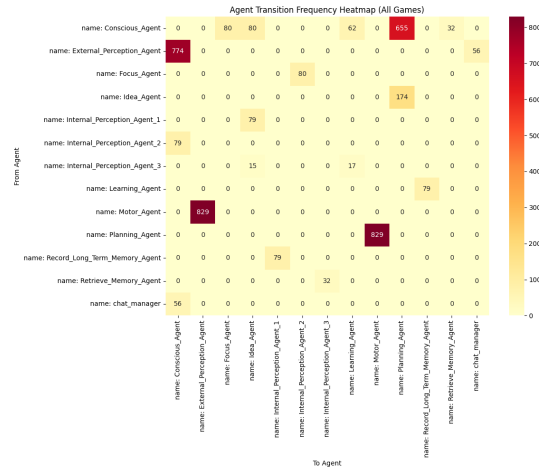 Agent Transition Frequency Heatmap (All Games)
name: Conscious_Agent 0 0 80 80 0 0 0 62 0 655 0 32 0
name: External_Perception_Agent 774 0 0 0 0 0 0 0 0 0 0 0 56
name: Focus_Agent 0 0 0 0 0 80 0 0 0 0 0 0 0
name: Idea_Agent 0 0 0 0 0 0 0 0 0 174 0 0 0
name: Internal_Perception_Agent_1 0 0 0 79 0 0 0 0 0 0 0 0 0
name: Internal_Perception_Agent_2 79 0 0 0 0 0 0 0 0 0 0 0 0
name: Internal_Perception_Agent_3 0 0 0 15 0 0 0 17 0 0 0 0 0
name: Learning_Agent 0 0 0 0 0 0 0 0 0 0 79 0 0
name: Motor_Agent 0 829 0 0 0 0 0 0 0 0 0 0 0
name: Planning_Agent 0 0 0 0 0 0 0 0 829 0 0 0 0
name: Record_Long_Term_Memory_Agent 0 0 0 0 79 0 0 0 0 0 0 0 0
name: Retrieve_Memory_Agent 0 0 0 0 0 0 32 0 0 0 0 0 0
name: chat_manager 56 0 0 0 0 0 0 0 0 0 0 0 0
From Agent
name: Conscious_Agent
name: External_Perception_Agent
name: Focus_Agent
name: Idea_Agent
name: Internal_Perception_Agent_1
name: Internal_Perception_Agent_2
name: Internal_Perception_Agent_3
name: Learning_Agent
name: Motor_Agent
name: Planning_Agent
name: Record_Long_Term_Memory_Agent
name: Retrieve_Memory_Agent
name: chat_manager
To Agent
800
700
600
500
400
300
200
100
0